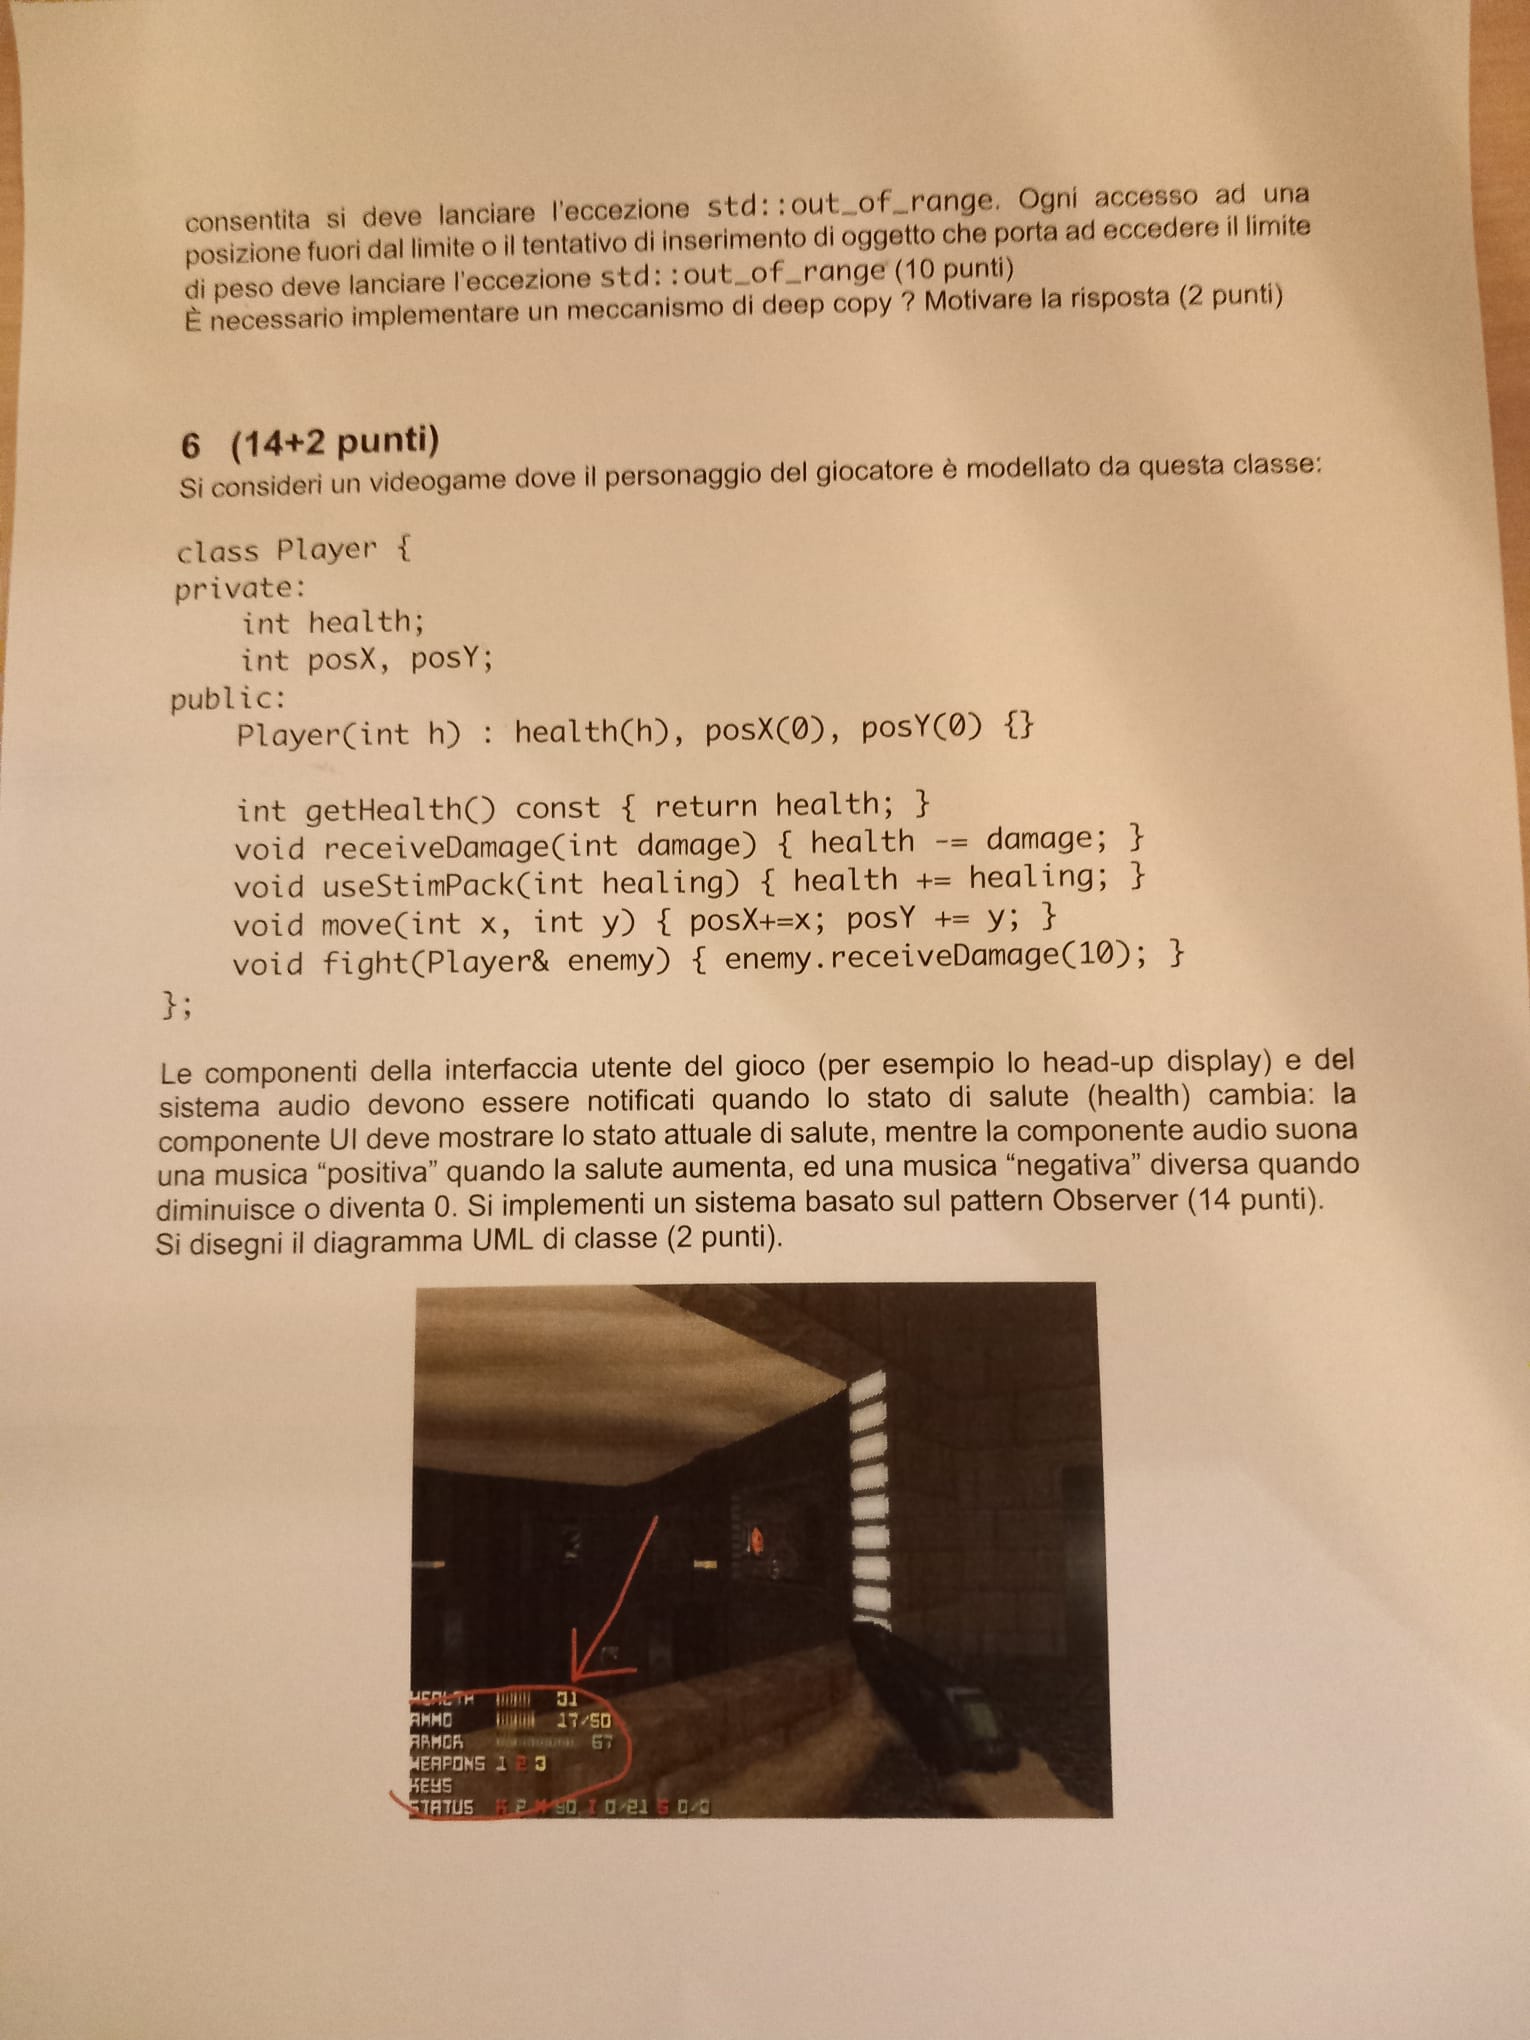 consentita si deve lanciare l'eccezione std::out_of_range. Ogni accesso ad una
posizione fuori dal limite o il tentativo di inserimento di oggetto che porta ad eccedere il limite
di peso deve lanciare l'eccezione std::out_of_range (10 punti)
È necessario implementare un meccanismo di deep copy ? Motivare la risposta (2 punti)
6 (14+2 punti)
Si consideri un videogame dove il personaggio del giocatore è modellato da questa classe:
class Player {
private:
int health;
int posX, posY;
public:
Player(int h) : health(h), posX(0), posY(0) {}
int getHealth() const { return health; }
void receiveDamage(int damage) { health -= damage; }
void useStimPack(int healing) { health += healing; }
void move(int x, int y) { posX+=x; posY += y; }
void fight(Player& enemy) { enemy.receiveDamage(10); }
};
Le componenti della interfaccia utente del gioco (per esempio lo head-up display) e del
sistema audio devono essere notificati quando lo stato di salute (health) cambia: la
componente UI deve mostrare lo stato attuale di salute, mentre la componente audio suona
una musica “positiva” quando la salute aumenta, ed una musica “negativa” diversa quando
diminuisce o diventa 0. Si implementi un sistema basato sul pattern Observer (14 punti).
Si disegni il diagramma UML di classe (2 punti).
HEALTH 31
AMMO 17/50
ARMOR 67
WEAPONS 1 2 3
KEYS
STATUS 2 90 0/21 0/0